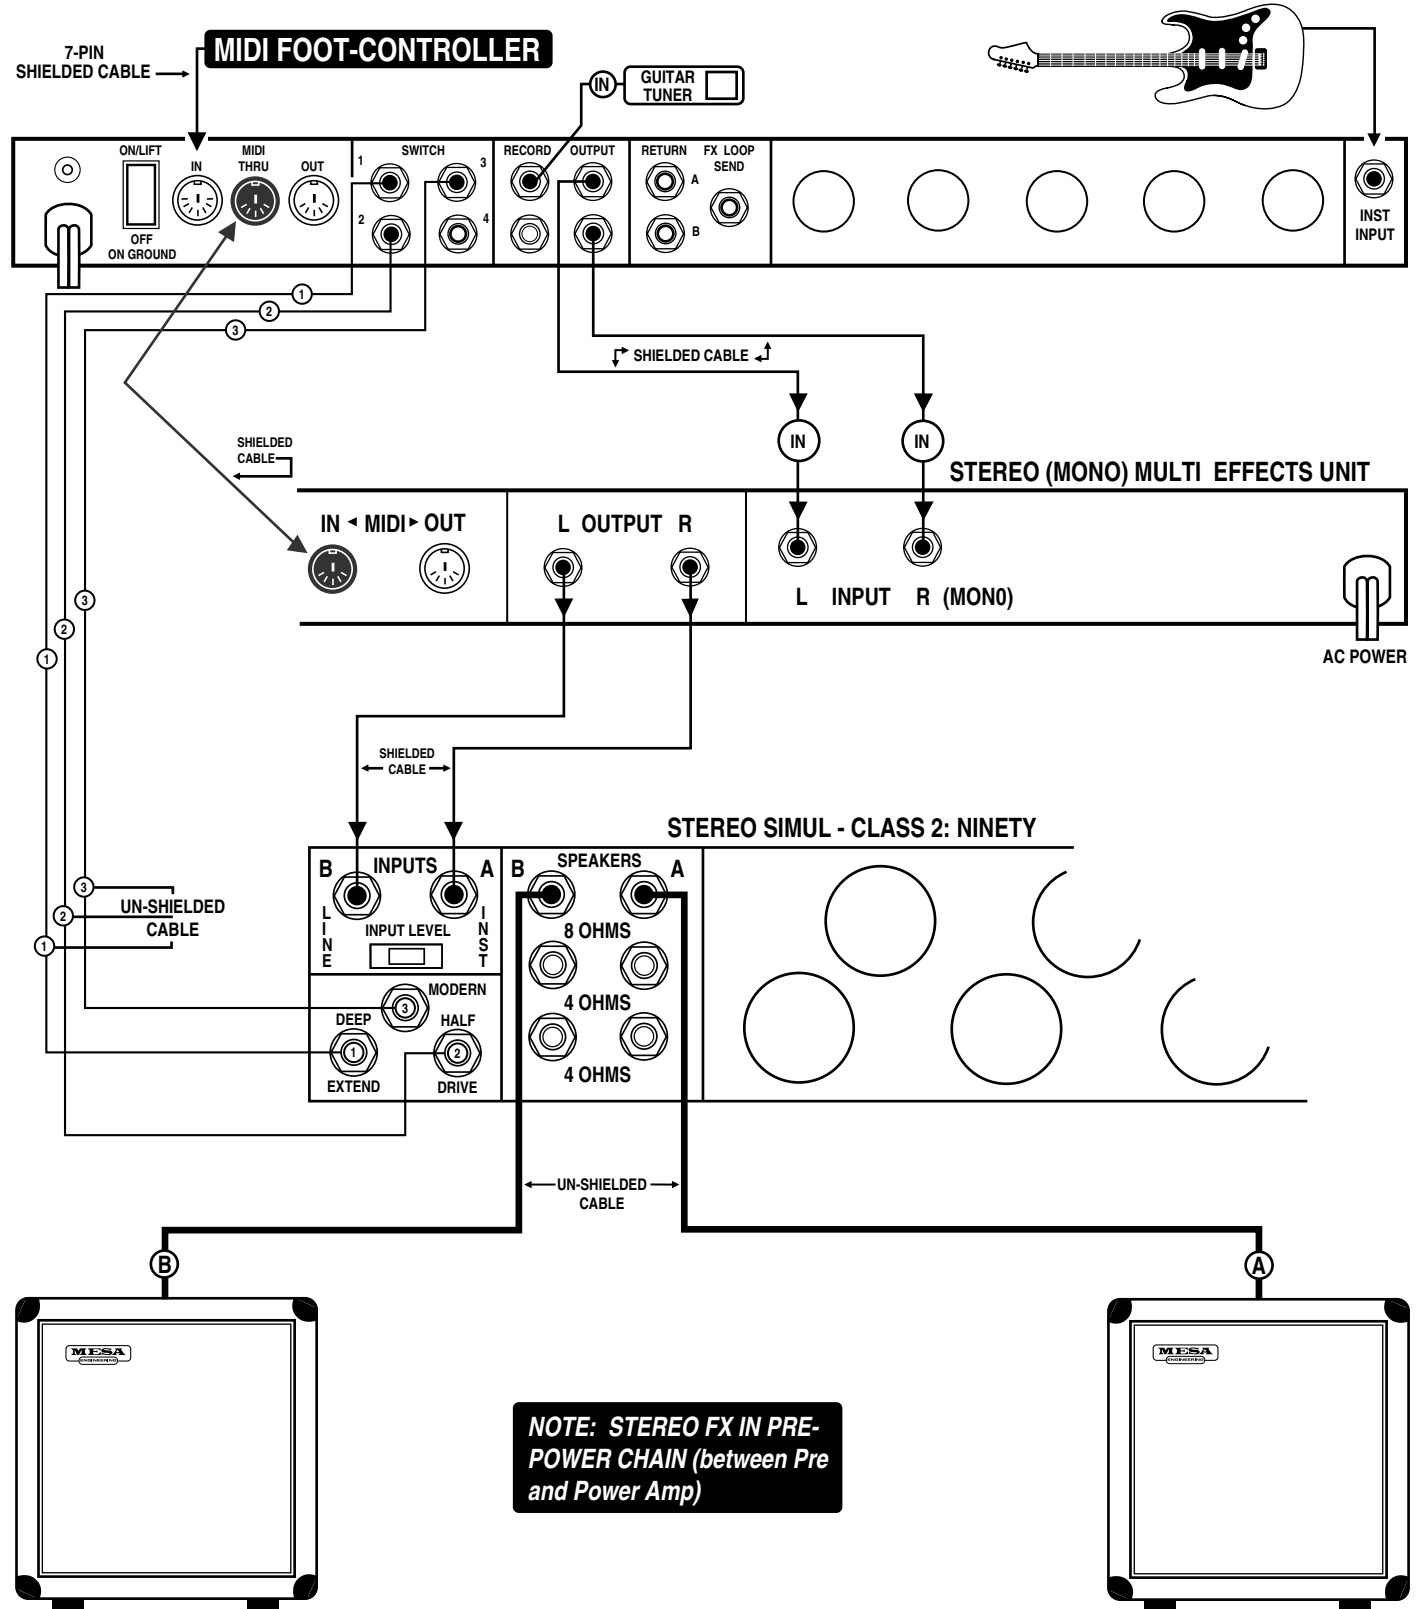 7-PIN
SHIELDED CABLE
MIDI FOOT-CONTROLLER
IN
GUITAR
TUNER
ON/LIFT
OFF
ON GROUND
IN
MIDI
THRU
OUT
SWITCH
1
3
2
4
RECORD
OUTPUT
RETURN
A
B
FX LOOP
SEND
INST
INPUT
1
2
3
SHIELDED CABLE
IN
IN
SHIELDED
CABLE
STEREO (MONO) MULTI EFFECTS UNIT
IN MIDI OUT
L OUTPUT R
L INPUT R (MON0)
AC POWER
3
2
1
SHIELDED
CABLE
STEREO SIMUL - CLASS 2: NINETY
B INPUTS A
LINE
INPUT LEVEL
INST
B SPEAKERS A
8 OHMS
4 OHMS
4 OHMS
3
2
1
UN-SHIELDED
CABLE
MODERN
3
DEEP
1
EXTEND
HALF
2
DRIVE
UN-SHIELDED
CABLE
B
A
MESA
ENGINEERING
MESA
ENGINEERING
NOTE: STEREO FX IN PRE-
POWER CHAIN (between Pre
and Power Amp)